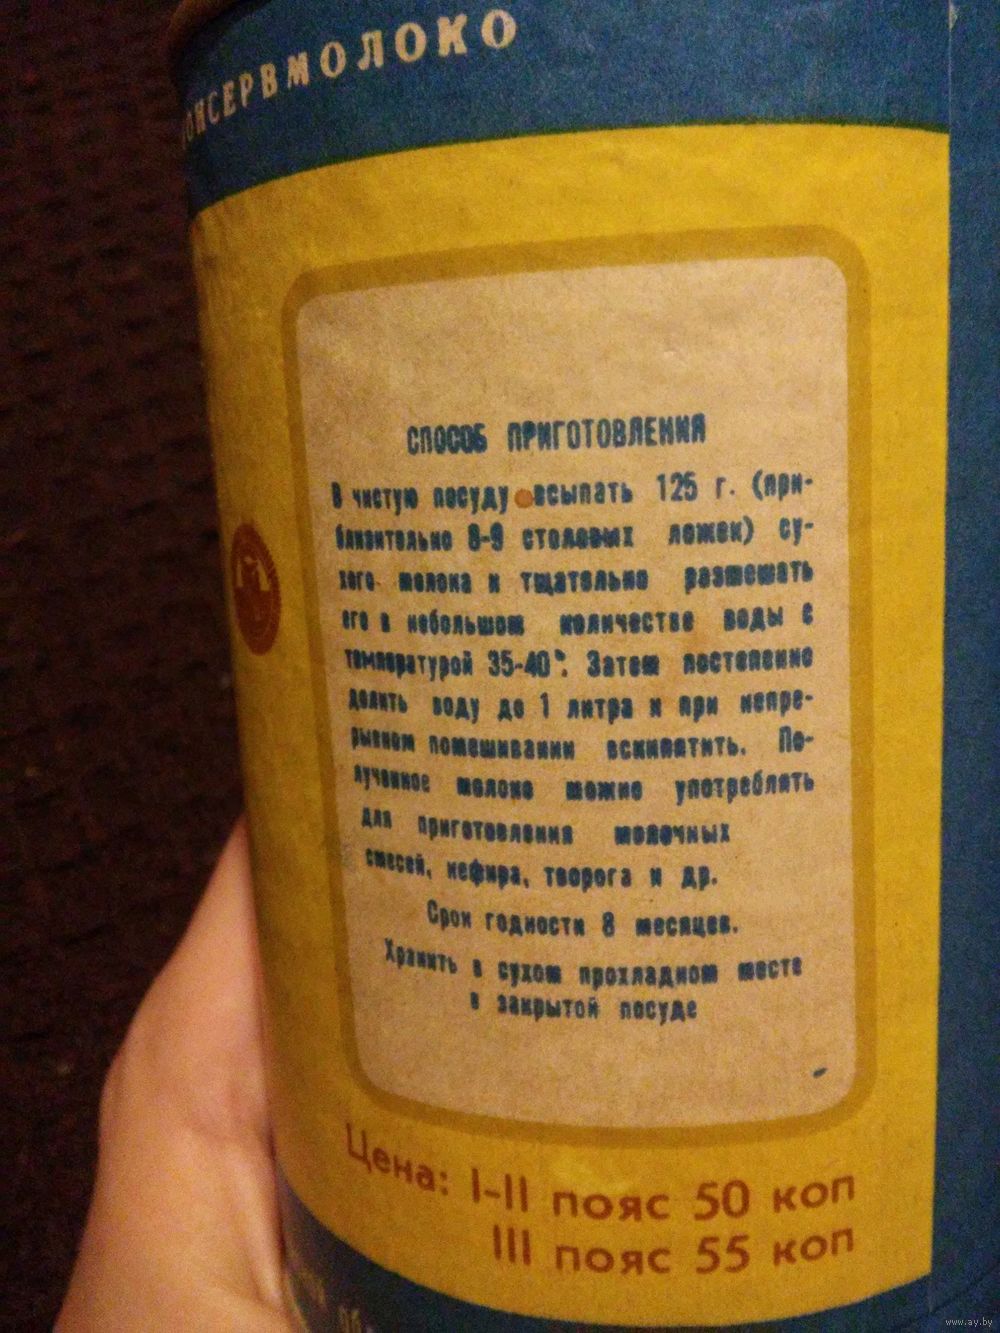 КОНСЕРВМОЛОКО
СПОСОБ ПРИГОТОВЛЕНИЯ
В чистую посуду всыпать 125 г. (при-
близительно 8-9 столовых ложек) су-
хого молока и тщательно размешать
его в небольшом количестве воды с
температурой 35-40°. Затем постепенно
долить воду до 1 литра и при непре-
рывном помешивании вскипятить. По-
лученное молоко можно употреблять
для приготовления молочных
смесей, кефира, творога и др.
Срок годности 8 месяцев.
Хранить в сухом прохладном месте
в закрытой посуде
Цена: I-II пояс 50 коп
III пояс 55 коп
www.ay.by